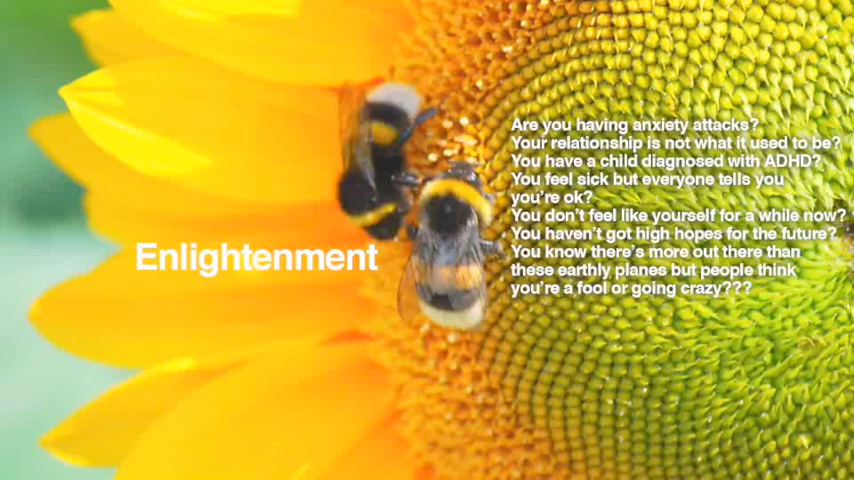 Enlightenment
Are you having anxiety attacks?
Your relationship is not what it used to be?
You have a child diagnosed with ADHD?
You feel sick but everyone tells you
you're ok?
You don't feel like yourself for a while now?
You haven't got high hopes for the future?
You know there's more out there than
these earthly planes but people think
you're a fool or going crazy???